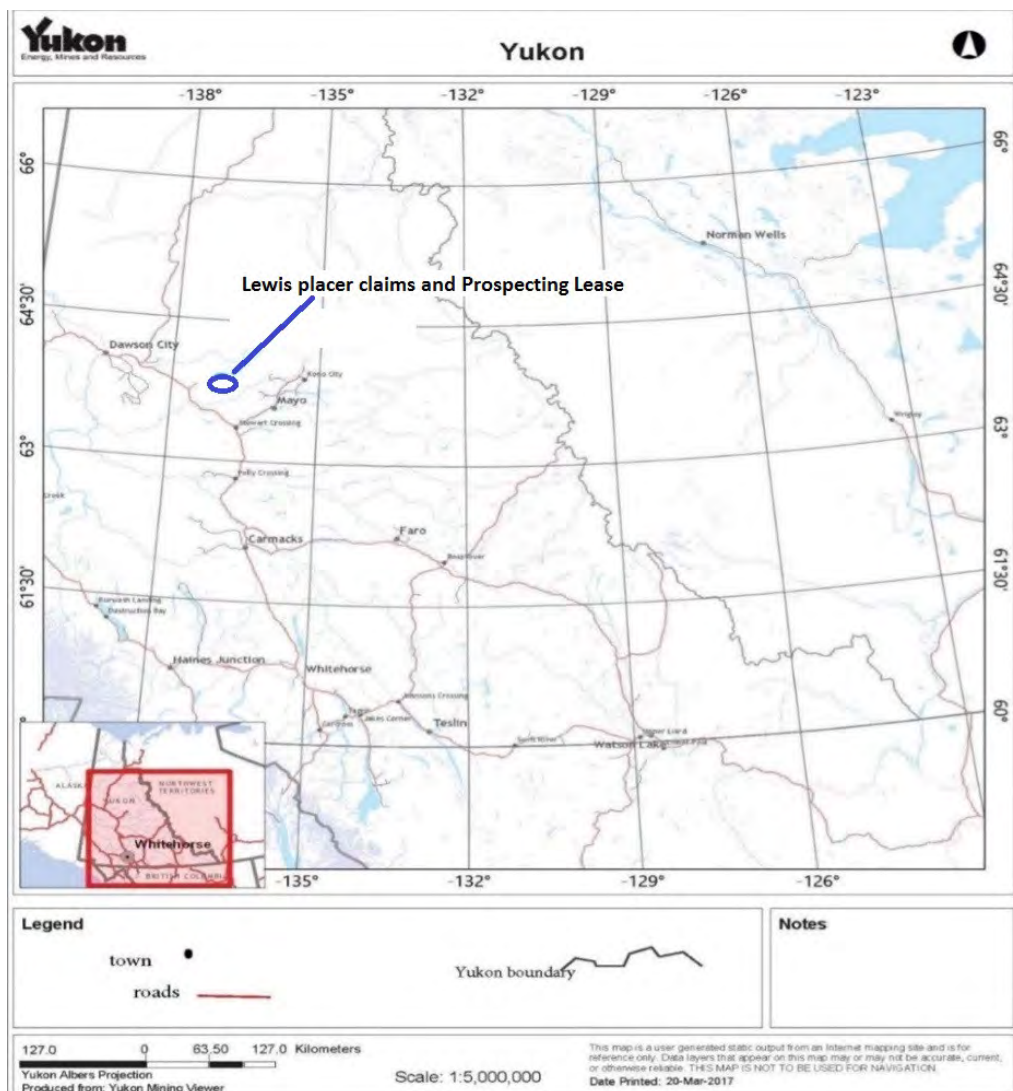 Yukon
Energy, Mines and Resources
Yukon
-138°
-135°
-132°
-129°
-126°
-123°
66°
66°
Norman Wells
Lewis placer claims and Prospecting Lease
64°30'
64°30'
Dawson City
Keno City
Mayo
Stewart Crossing
Wrigley
63°
63°
Pelly Crossing
Creek
Carmacks
Faro
Ross River
61°30'
61°30'
Burwash Landing
Destruction Bay
Haines Junction
Whitehorse
Johnsons Crossing
Tagish
Jakes Corner
Carcross
Teslin
60°
Swift River
Upper Liard
Watson Lake
ALASKA
NORTHWEST
TERRITORIES
YUKON
Whitehorse
BRITISH COLUMBIA
-135°
-132°
-129°
-126°
Legend
Notes
town
Yukon boundary
roads
127.0 0 63.50 127.0 Kilometers
Yukon Albers Projection
Produced from: Yukon Mining Viewer
Scale: 1:5,000,000
This map is a user generated static output from an Internet mapping site and is for
reference only. Data layers that appear on this map may or may not be accurate, current,
or otherwise reliable. THIS MAP IS NOT TO BE USED FOR NAVIGATION.
Date Printed: 20-Mar-2017